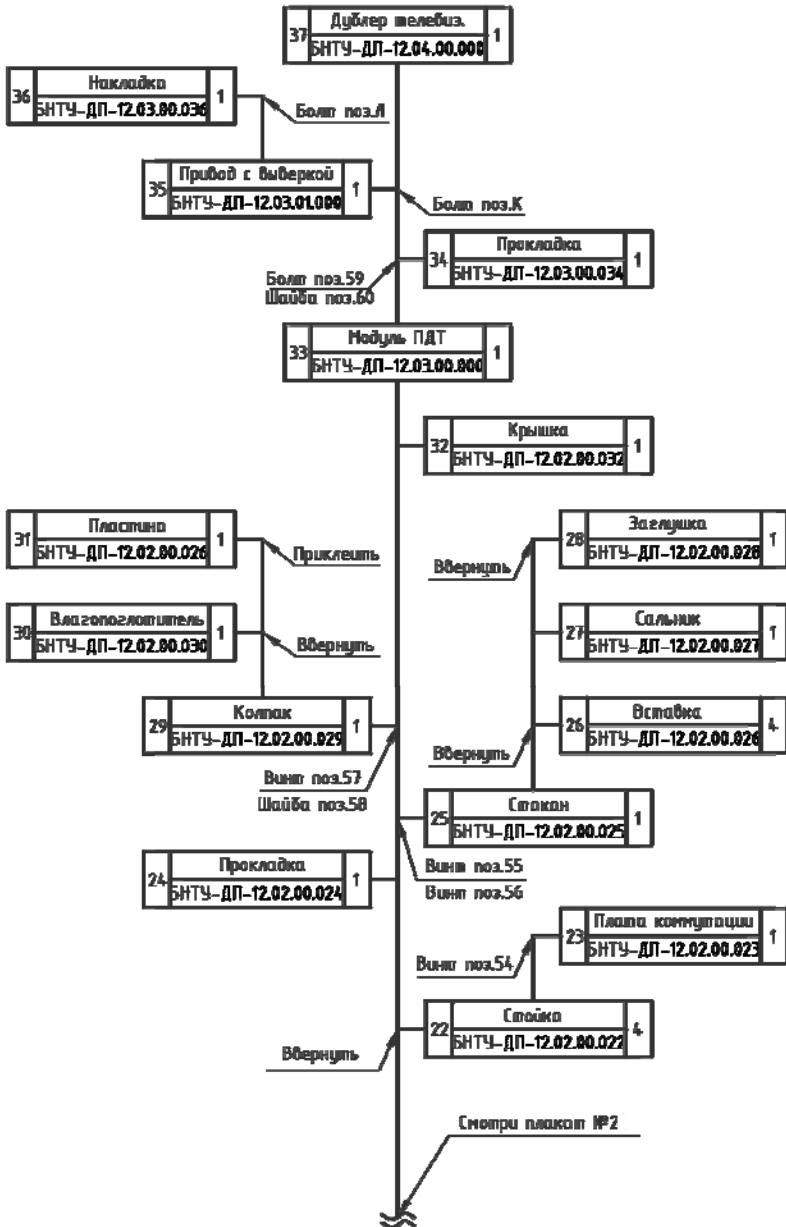 37 Дублер телевиз. 1
БНТУ-ДП-12.04.00.000
36 Накладка 1
БНТУ-ДП-12.03.00.036
Болт поз.Л
35 Привод с выверкой 1
БНТУ-ДП-12.03.01.000
Болт поз.К
34 Прокладка 1
БНТУ-ДП-12.03.00.034
Болт поз.59
Шайба поз.60
33 Модуль ПДТ 1
БНТУ-ДП-12.03.00.000
32 Крышка 1
БНТУ-ДП-12.02.00.032
31 Пластина 1
БНТУ-ДП-12.02.00.026
Приклеить
28 Заглушка 1
БНТУ-ДП-12.02.00.028
Ввернуть
30 Влагопоглотитель 1
БНТУ-ДП-12.02.00.030
Ввернуть
27 Сальник 1
БНТУ-ДП-12.02.00.027
29 Колпак 1
БНТУ-ДП-12.02.00.029
26 Вставка 4
БНТУ-ДП-12.02.00.026
Ввернуть
Винт поз.57
Шайба поз.58
25 Стакан 1
БНТУ-ДП-12.02.00.025
Винт поз.55
Винт поз.56
24 Прокладка 1
БНТУ-ДП-12.02.00.024
23 Плата коммутации 1
БНТУ-ДП-12.02.00.023
Винт поз.54
22 Стойка 4
БНТУ-ДП-12.02.00.022
Ввернуть
Смотри плакат №2